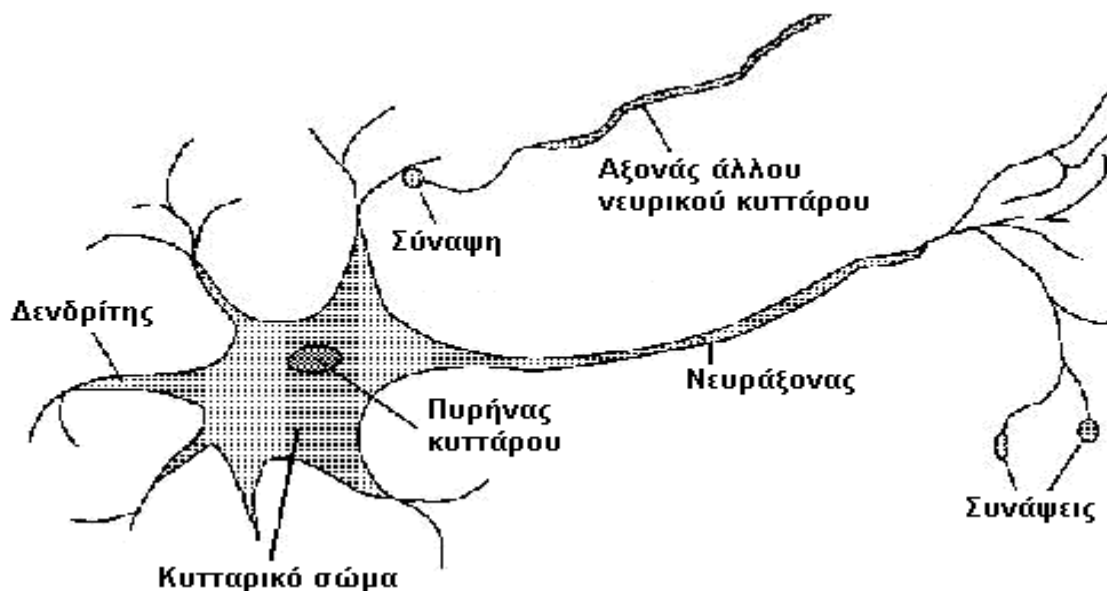 Αξονάς άλλου
νευρικού κυττάρου
Σύναψη
Δενδρίτης
Νευράξονας
Πυρήνας
κυττάρου
Συνάψεις
Κυτταρικό σώμα